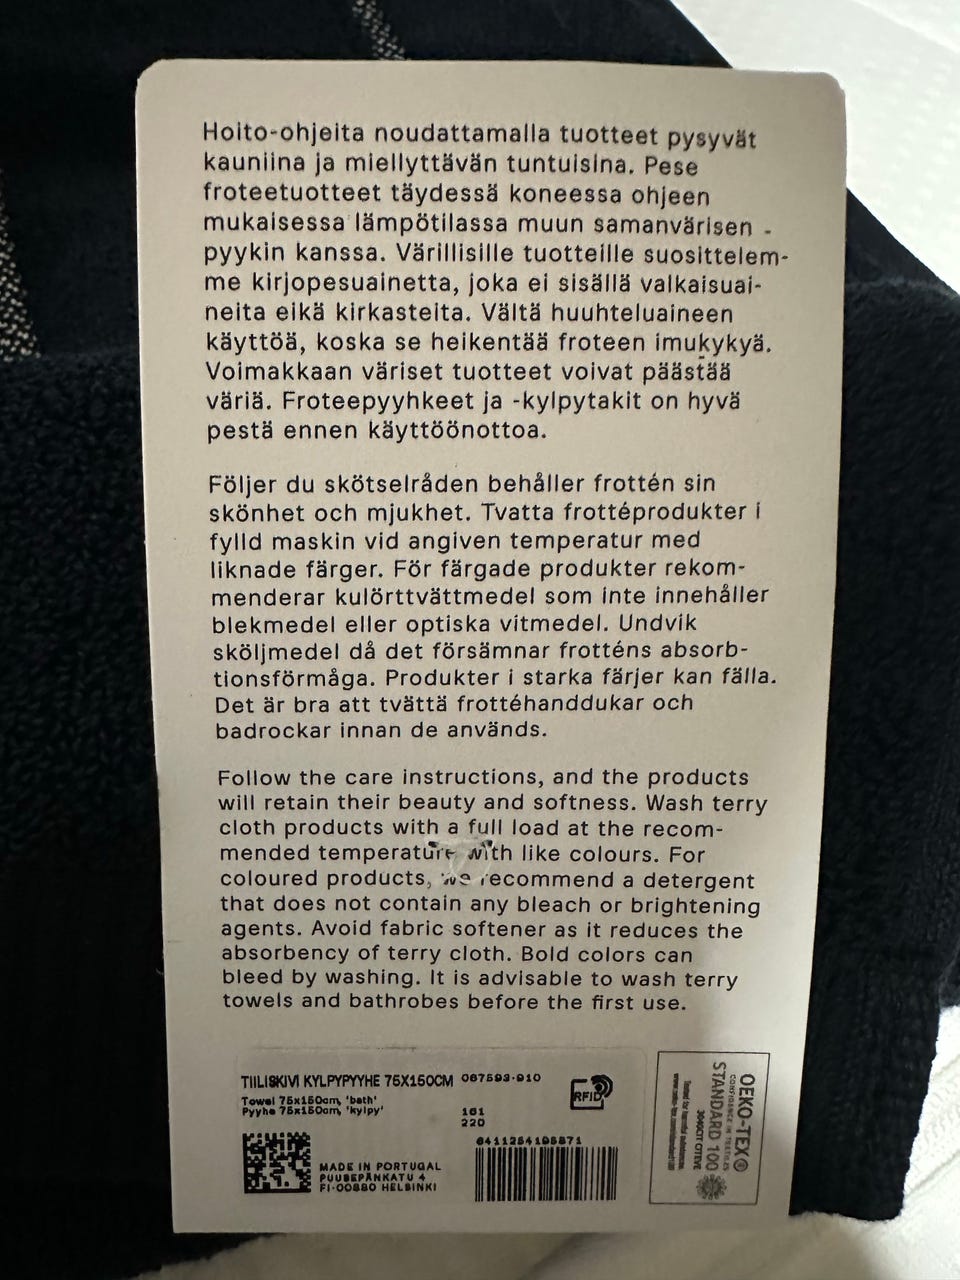 Hoito-ohjeita noudattamalla tuotteet pysyvät
kauniina ja miellyttävän tuntuisina. Pese
froteetuotteet täydessä koneessa ohjeen
mukaisessa lämpötilassa muun samanvärisen -
pyykin kanssa. Värillisille tuotteille suosittelem-
me kirjopesuainetta, joka ei sisällä valkaisuai-
neita eikä kirkasteita. Vältä huuhteluaineen
käyttöä, koska se heikentää froteen imukykyä.
Voimakkaan väriset tuotteet voivat päästää
väriä. Froteepyyhkeet ja -kylpytakit on hyvä
pestä ennen käyttöönottoa.
Följer du skötselråden behåller frottén sin
skönhet och mjukhet. Tvatta frottéprodukter i
fylld maskin vid angiven temperatur med
liknade färger. För färgade produkter rekom-
menderar kulörttvättmedel som inte innehåller
blekmedel eller optiska vitmedel. Undvik
sköljmedel då det försämnar frotténs absorb-
tionsförmåga. Produkter i starka färjer kan fälla.
Det är bra att tvättä frottéhanddukar och
badrockar innan de används.
Follow the care instructions, and the products
will retain their beauty and softness. Wash terry
cloth products with a full load at the recom-
mended temperature with like colours. For
coloured products, we recommend a detergent
that does not contain any bleach or brightening
agents. Avoid fabric softener as it reduces the
absorbency of terry cloth. Bold colors can
bleed by washing. It is advisable to wash terry
towels and bathrobes before the first use.
TIILISKIVI KYLPYPYYHE 75X150CM 067593-910
Towel 75x150cm, 'bath'
Pyyhe 75x150cm, 'kylpy'
161
220
RFID
6411254195871
MADE IN PORTUGAL
PUUSEPÄNKATU 4
FI-00880 HELSINKI
OEKO-TEX®
CONFIDENCE IN TEXTILES
STANDARD 100